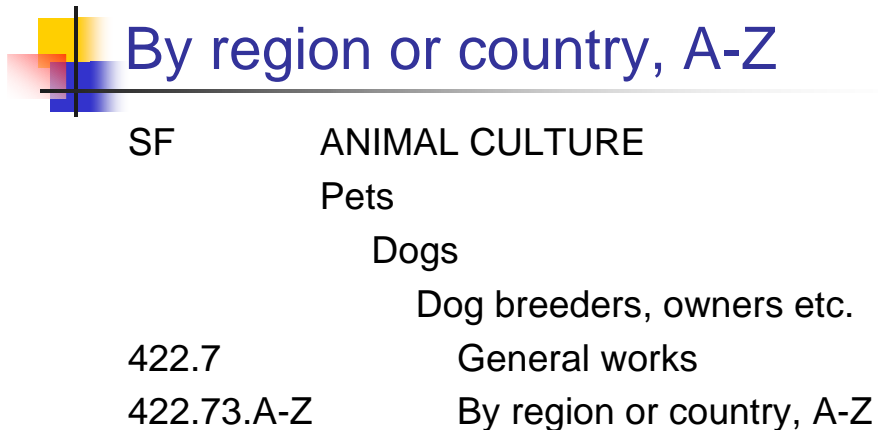 By region or country, A-Z
SF ANIMAL CULTURE
Pets
Dogs
Dog breeders, owners etc.
422.7 General works
422.73.A-Z By region or country, A-Z